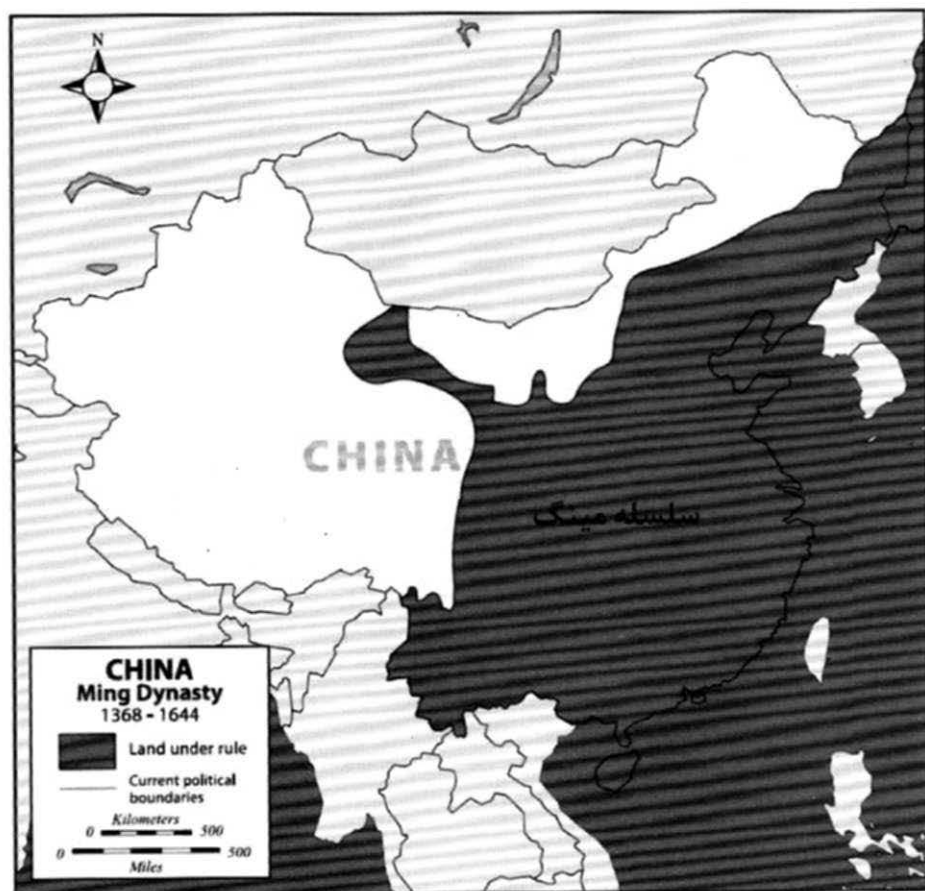 N
CHINA
سلسله مینگ
CHINA
Ming Dynasty
1368 - 1644
Land under rule
Current political
boundaries
Kilometers
0 500
0 500
Miles